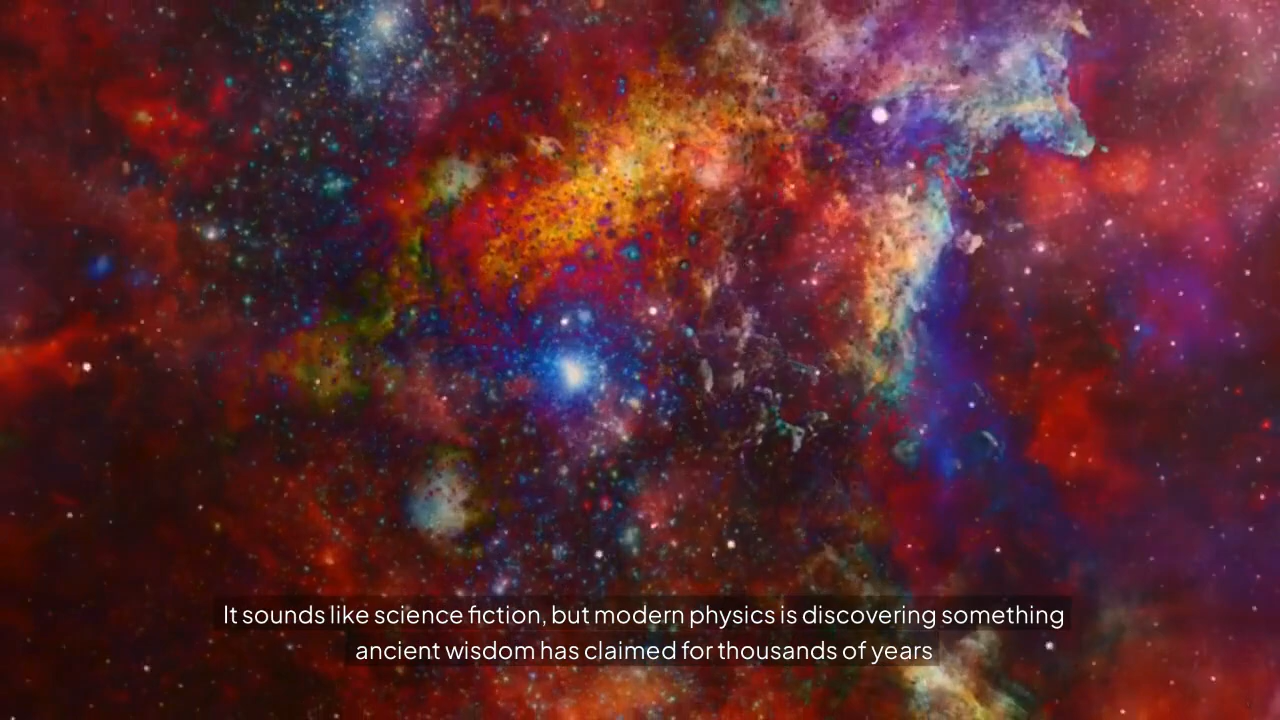 It sounds like science fiction, but modern physics is discovering something
ancient wisdom has claimed for thousands of years